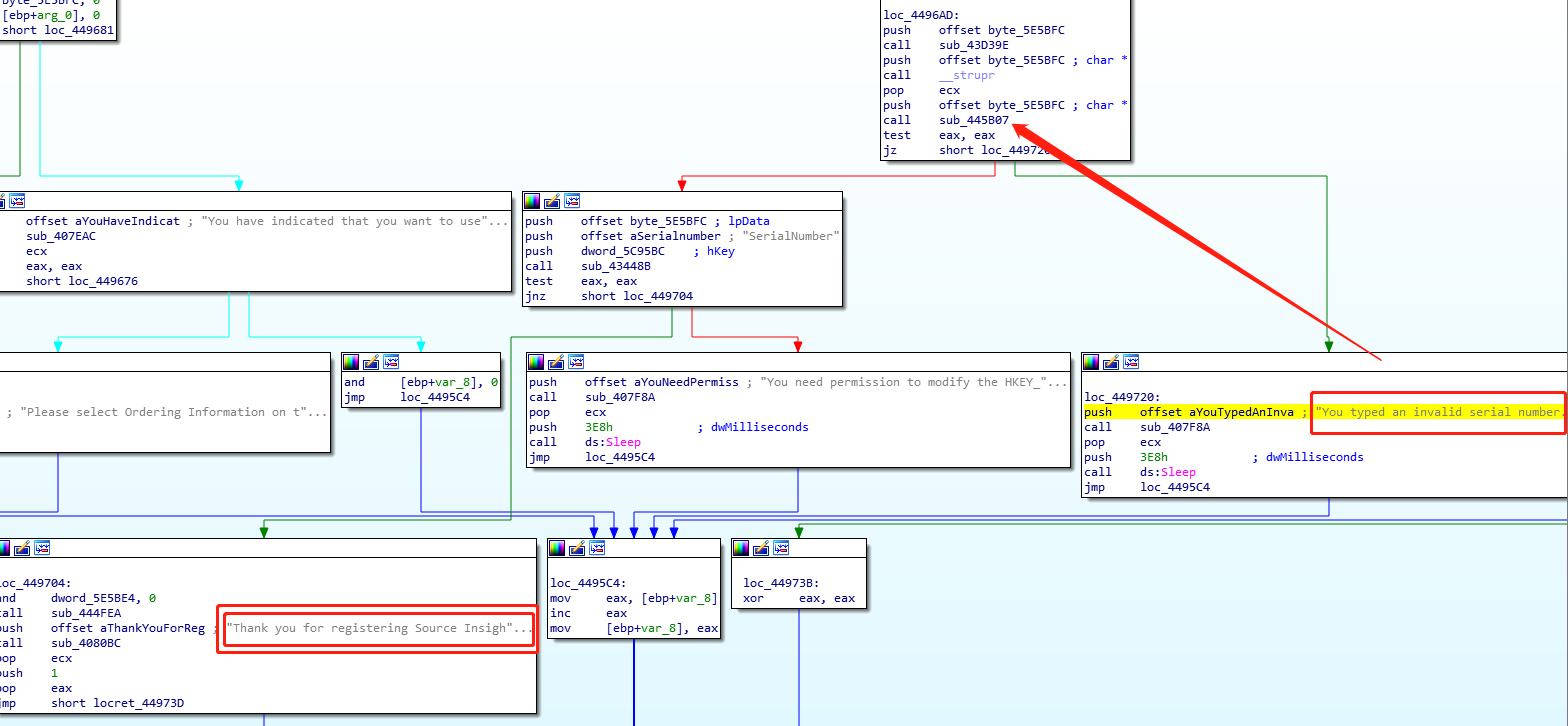 byte_5E5BFC, 0
[ebp+arg_0], 0
short loc_449681
loc_4496AD:
push offset byte_5E5BFC
call sub_43D39E
push offset byte_5E5BFC ; char *
call __strupr
pop ecx
push offset byte_5E5BFC ; char *
call sub_445B07
test eax, eax
jz short loc_449720
offset aYouHaveIndicat ; "You have indicated that you want to use"...
sub_407EAC
ecx
eax, eax
short loc_449676
push offset byte_5E5BFC ; lpData
push offset aSerialnumber ; "SerialNumber"
push dword_5C95BC ; hKey
call sub_43448B
test eax, eax
jnz short loc_449704
; "Please select Ordering Information on t"...
and [ebp+var_8], 0
jmp loc_4495C4
push offset aYouNeedPermiss ; "You need permission to modify the HKEY_"...
call sub_407F8A
pop ecx
push 3E8h ; dwMilliseconds
call ds:Sleep
jmp loc_4495C4
loc_449720:
push offset aYouTypedAnInva ; "You typed an invalid serial number.
call sub_407F8A
pop ecx
push 3E8h ; dwMilliseconds
call ds:Sleep
jmp loc_4495C4
loc_449704:
and dword_5E5BE4, 0
call sub_444FEA
push offset aThankYouForReg ; "Thank you for registering Source Insigh"...
call sub_4080BC
pop ecx
push 1
pop eax
jmp short locret_44973D
loc_4495C4:
mov eax, [ebp+var_8]
inc eax
mov [ebp+var_8], eax
loc_44973B:
xor eax, eax